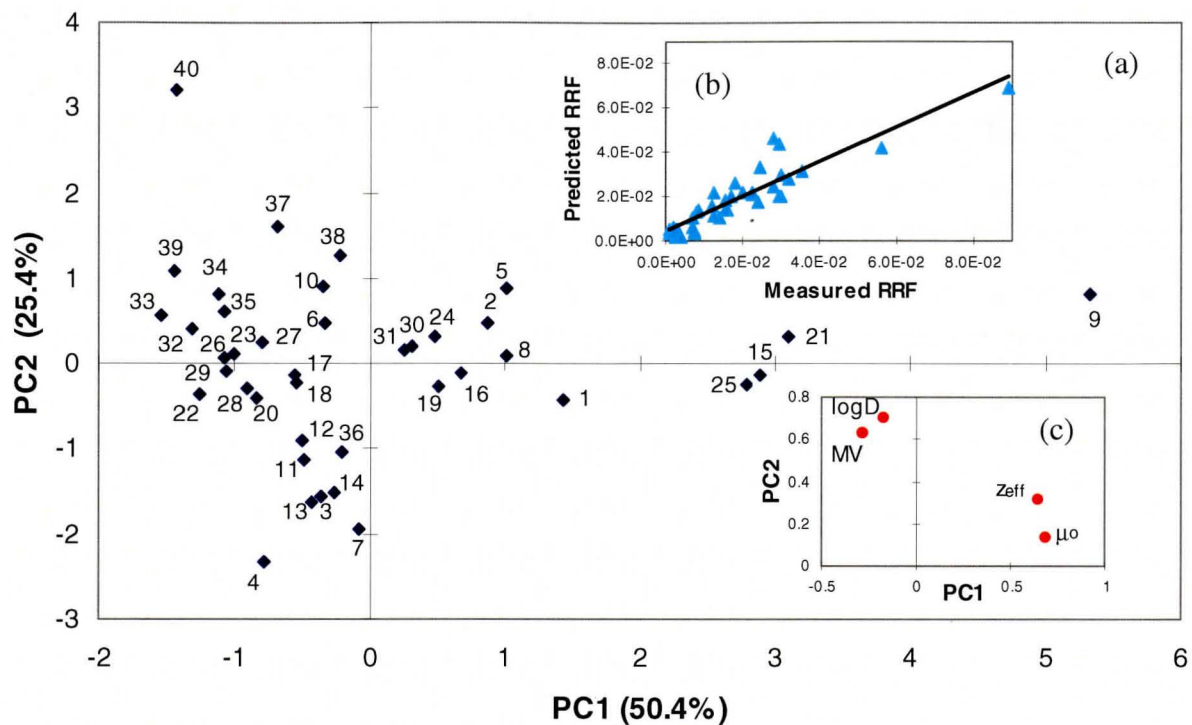 4
3
2
1
0
-1
-2
-3
PC2 (25.4%)
-2
-1
0
1
2
3
4
5
6
PC1 (50.4%)
(a)
40
37
38
39
34
10
5
33
35
6
2
9
32
26
23
27
31
30
24
8
21
29
17
15
22
28
20
18
19
16
1
25
12
36
11
14
13
3
7
4
(b)
8.0E-02
6.0E-02
4.0E-02
2.0E-02
0.0E+00
Predicted RRF
0.0E+00
2.0E-02
4.0E-02
6.0E-02
8.0E-02
Measured RRF
(c)
0.8
0.6
0.4
0.2
0
PC2
logD
MV
Zeff
μo
-0.5
0
0.5
1
PC1